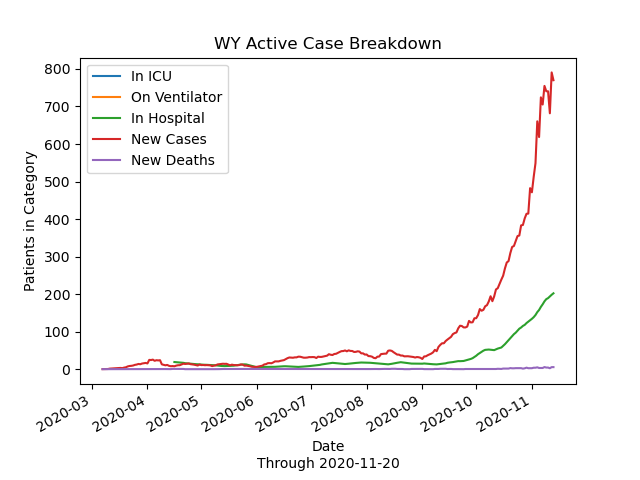 WY Active Case Breakdown
In ICU
On Ventilator
In Hospital
New Cases
New Deaths
Patients in Category
800
700
600
500
400
300
200
100
0
2020-03
2020-04
2020-05
2020-06
2020-07
2020-08
2020-09
2020-10
2020-11
Date
Through 2020-11-20